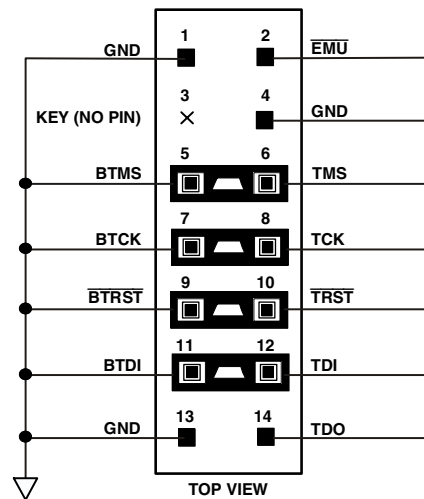 1 2
GND EMU
3 4
KEY (NO PIN) GND
5 6
BTMS TMS
7 8
BTCK TCK
9 10
BTRST TRST
11 12
BTDI TDI
13 14
GND TDO
TOP VIEW